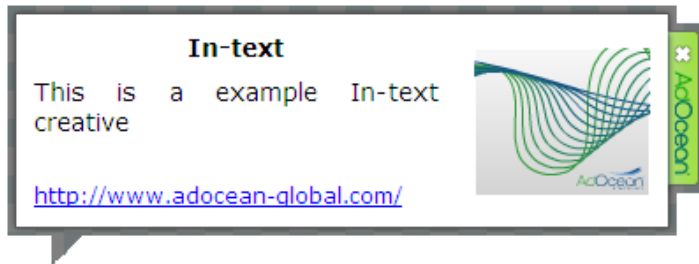 In-text
This is a example In-text
creative
http://www.adocean-global.com/
AdOcean
AdOcean